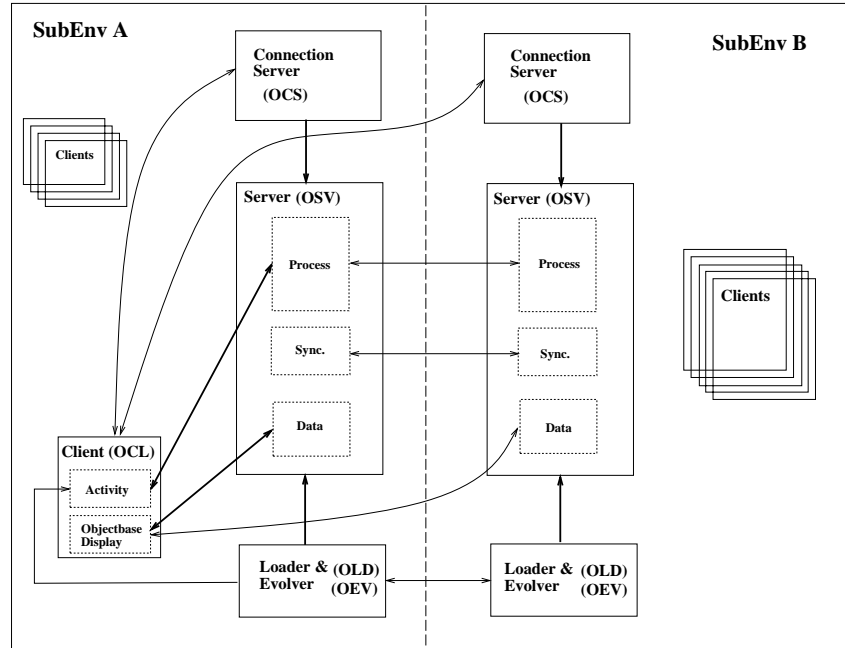 SubEnv A
SubEnv B
Connection
Server
(OCS)
Connection
Server
(OCS)
Clients
Server (OSV)
Server (OSV)
Process
Process
Clients
Sync.
Sync.
Data
Data
Client (OCL)
Activity
Objectbase
Display
Loader & (OLD)
Evolver (OEV)
Loader & (OLD)
Evolver (OEV)